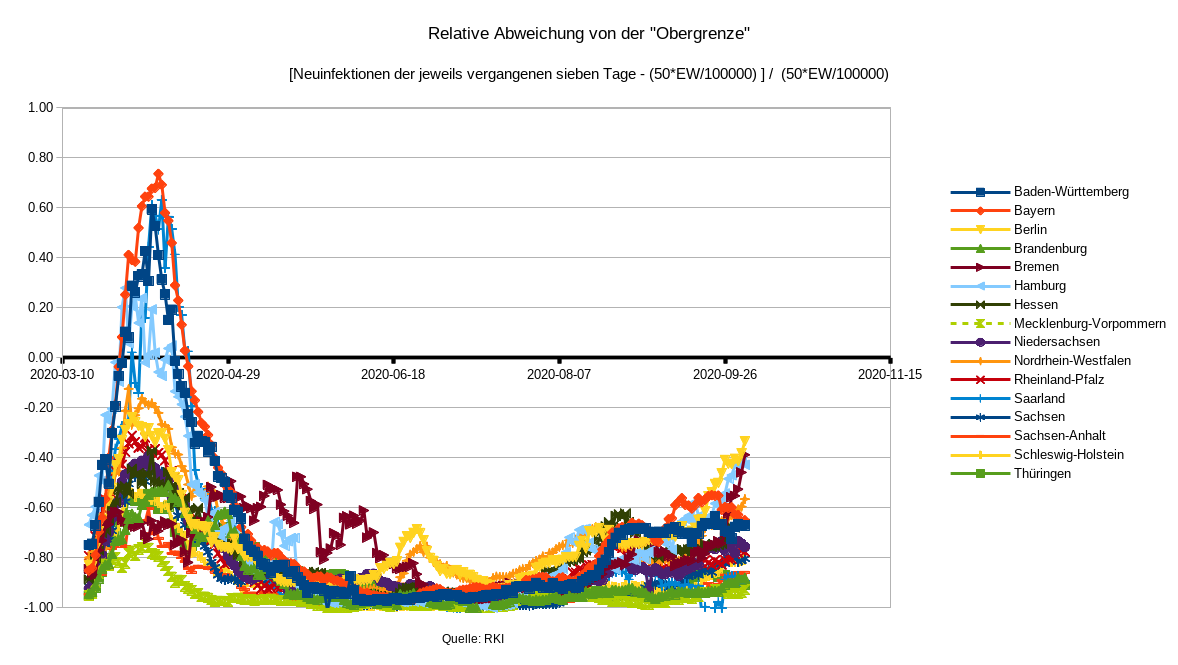 Relative Abweichung von der "Obergrenze"
[Neuinfektionen der jeweils vergangenen sieben Tage - (50*EW/100000) ] /  (50*EW/100000)
1.00
0.80
0.60
0.40
0.20
0.00
-0.20
-0.40
-0.60
-0.80
-1.00
2020-03-10 2020-04-29 2020-06-18 2020-08-07 2020-09-26 2020-11-15
Baden-Württemberg
Bayern
Berlin
Brandenburg
Bremen
Hamburg
Hessen
Mecklenburg-Vorpommern
Niedersachsen
Nordrhein-Westfalen
Rheinland-Pfalz
Saarland
Sachsen
Sachsen-Anhalt
Schleswig-Holstein
Thüringen
Quelle: RKI